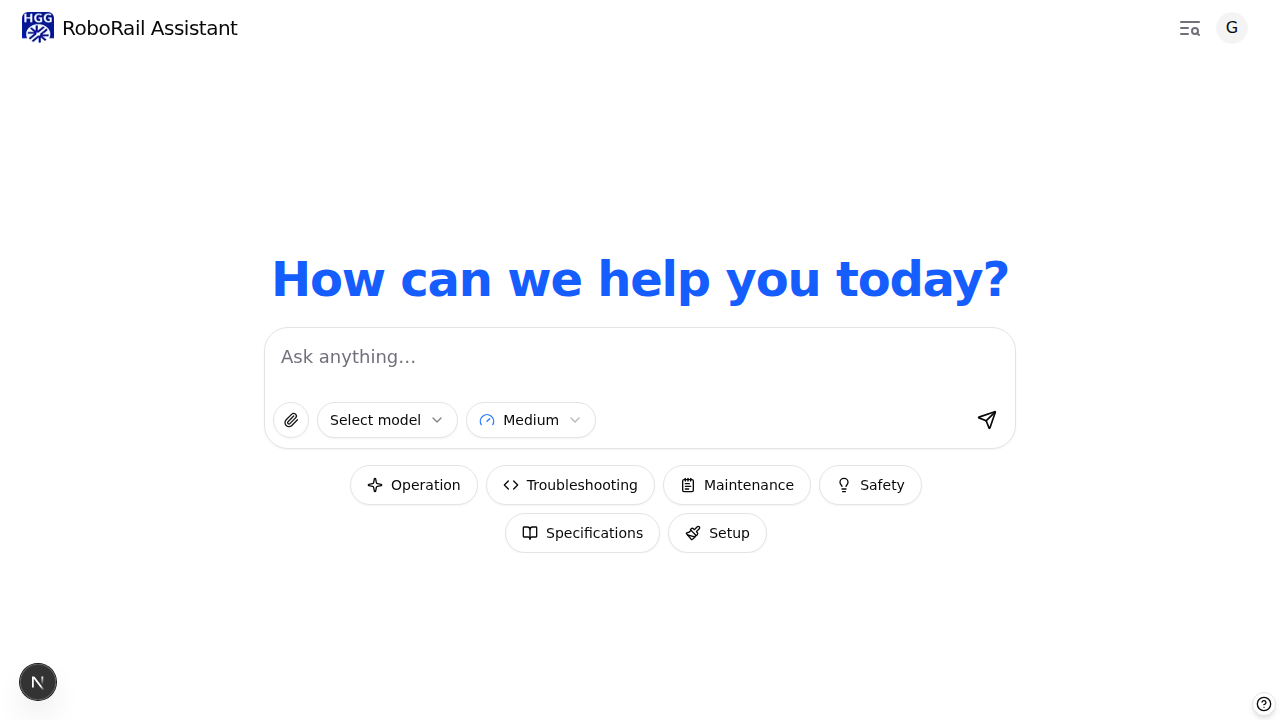 HGG
RoboRail Assistant
G
How can we help you today?
Ask anything...
Select model
Medium
Operation
Troubleshooting
Maintenance
Safety
Specifications
Setup
N